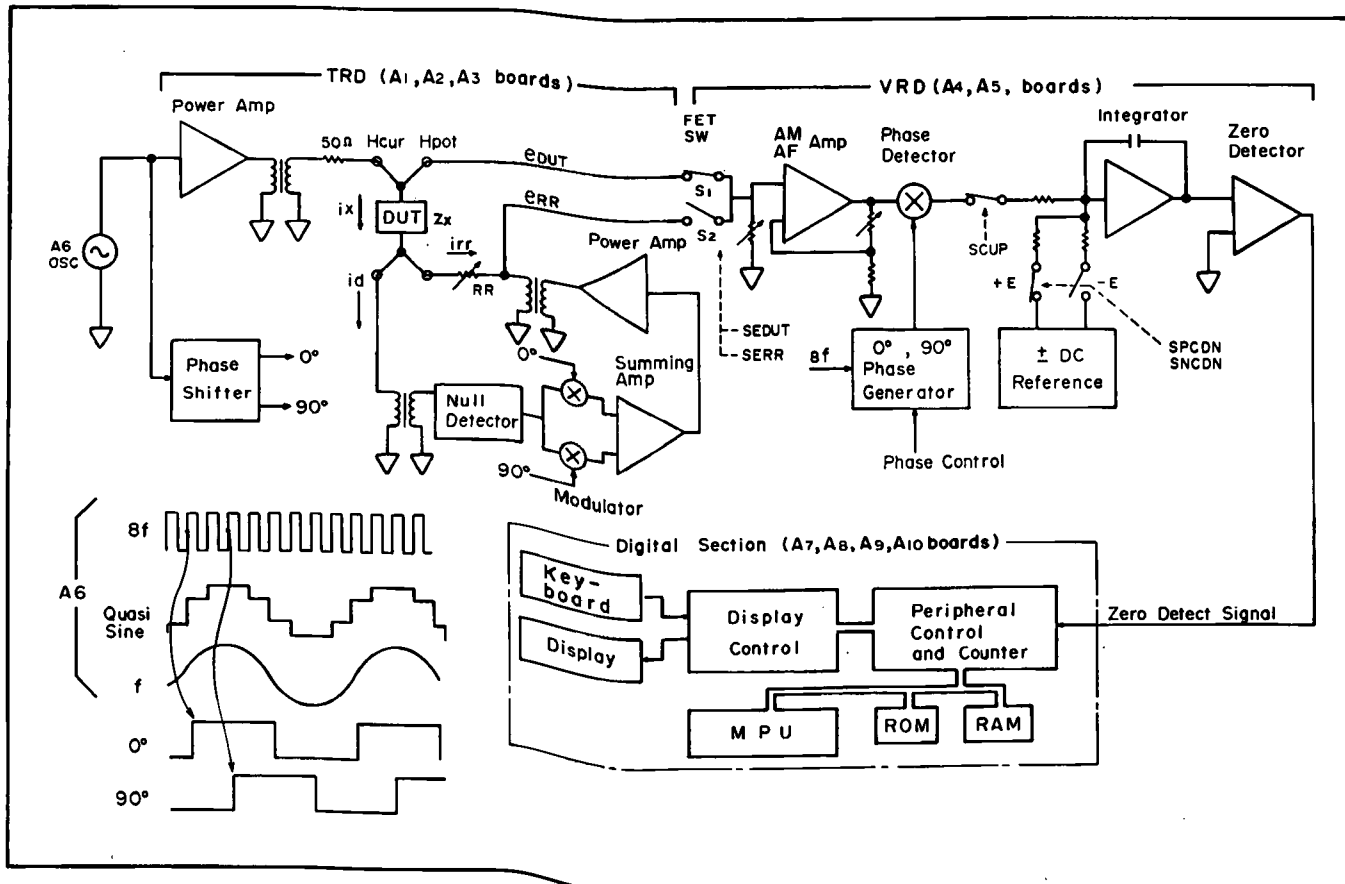 TRD (A1, A2, A3 boards)
VRD (A4, A5, boards)
Power Amp
FET
SW
Integrator
50Ω
Hcur
Hpot
AM
AF
Amp
Phase
Detector
Zero
Detector
eDUT
S1
ix
DUT
Zx
eRR
S2
A6
OSC
irr
Power Amp
SCUP
id
RR
+E
-E
SEDUT
SERR
SPCDN
SNCDN
Phase
Shifter
0°
90°
0°
Summing
Amp
8f
0°, 90°
Phase
Generator
± DC
Reference
Null
Detector
90°
Modulator
Phase Control
A6
8f
Quasi
Sine
f
0°
90°
Digital Section (A7, A8, A9, A10 boards)
Key-
board
Display
Display
Control
Peripheral
Control
and Counter
Zero Detect Signal
MPU
ROM
RAM